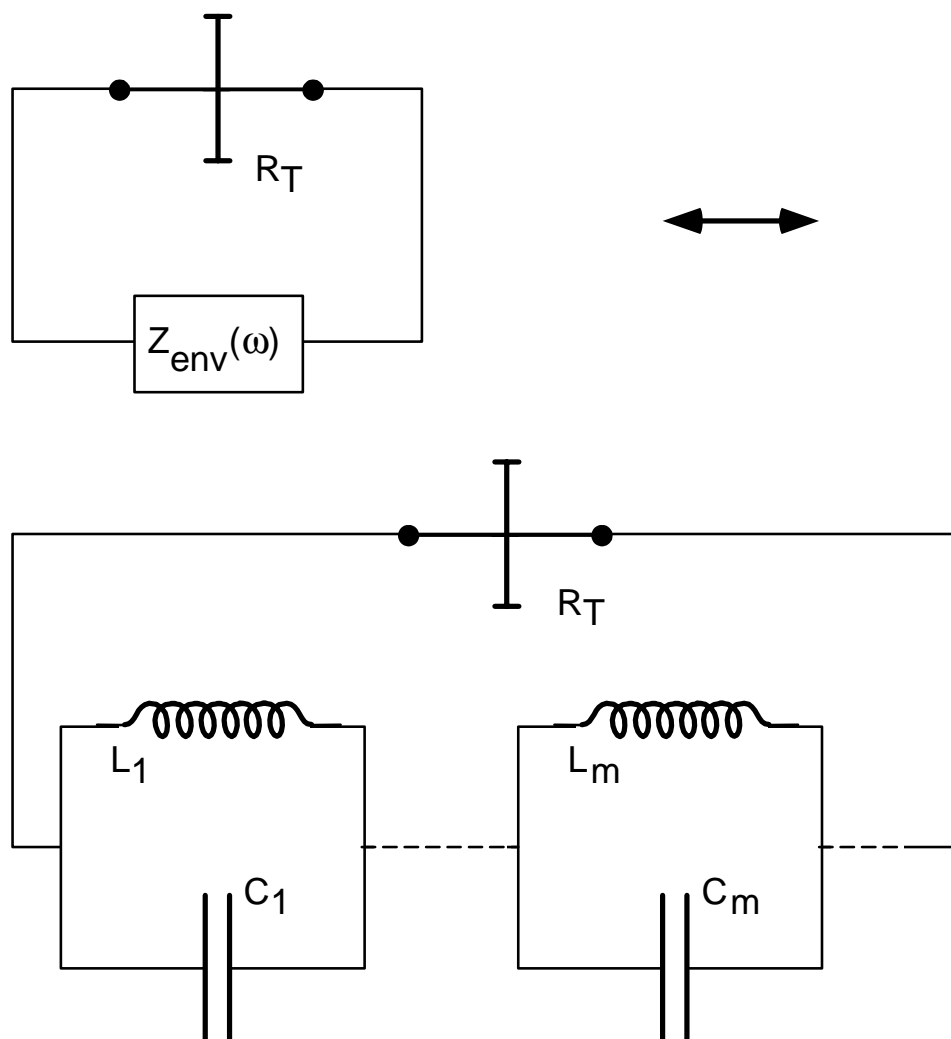 R_T
Z_env(ω)
R_T
L_1
L_m
C_1
C_m